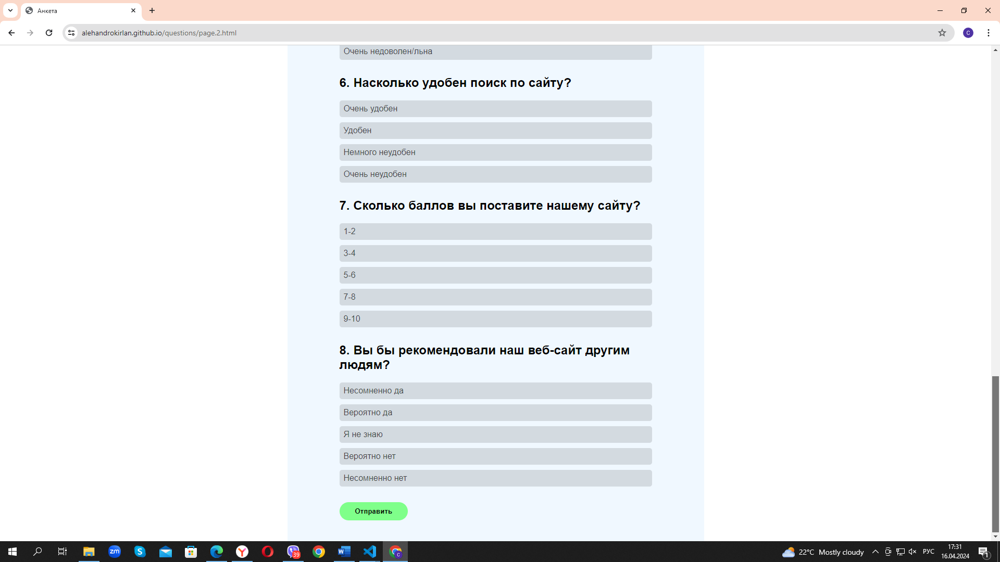 Анкета
alehandrokirlan.github.io/questions/page.2.html
C
Очень недоволен/льна
6. Насколько удобен поиск по сайту?
Очень удобен
Удобен
Немного неудобен
Очень неудобен
7. Сколько баллов вы поставите нашему сайту?
1-2
3-4
5-6
7-8
9-10
8. Вы бы рекомендовали наш веб-сайт другим
людям?
Несомненно да
Вероятно да
Я не знаю
Вероятно нет
Несомненно нет
Отправить
zm
S
Y
39
W
C
22°C Mostly cloudy
РУС
17:31
16.04.2024
1